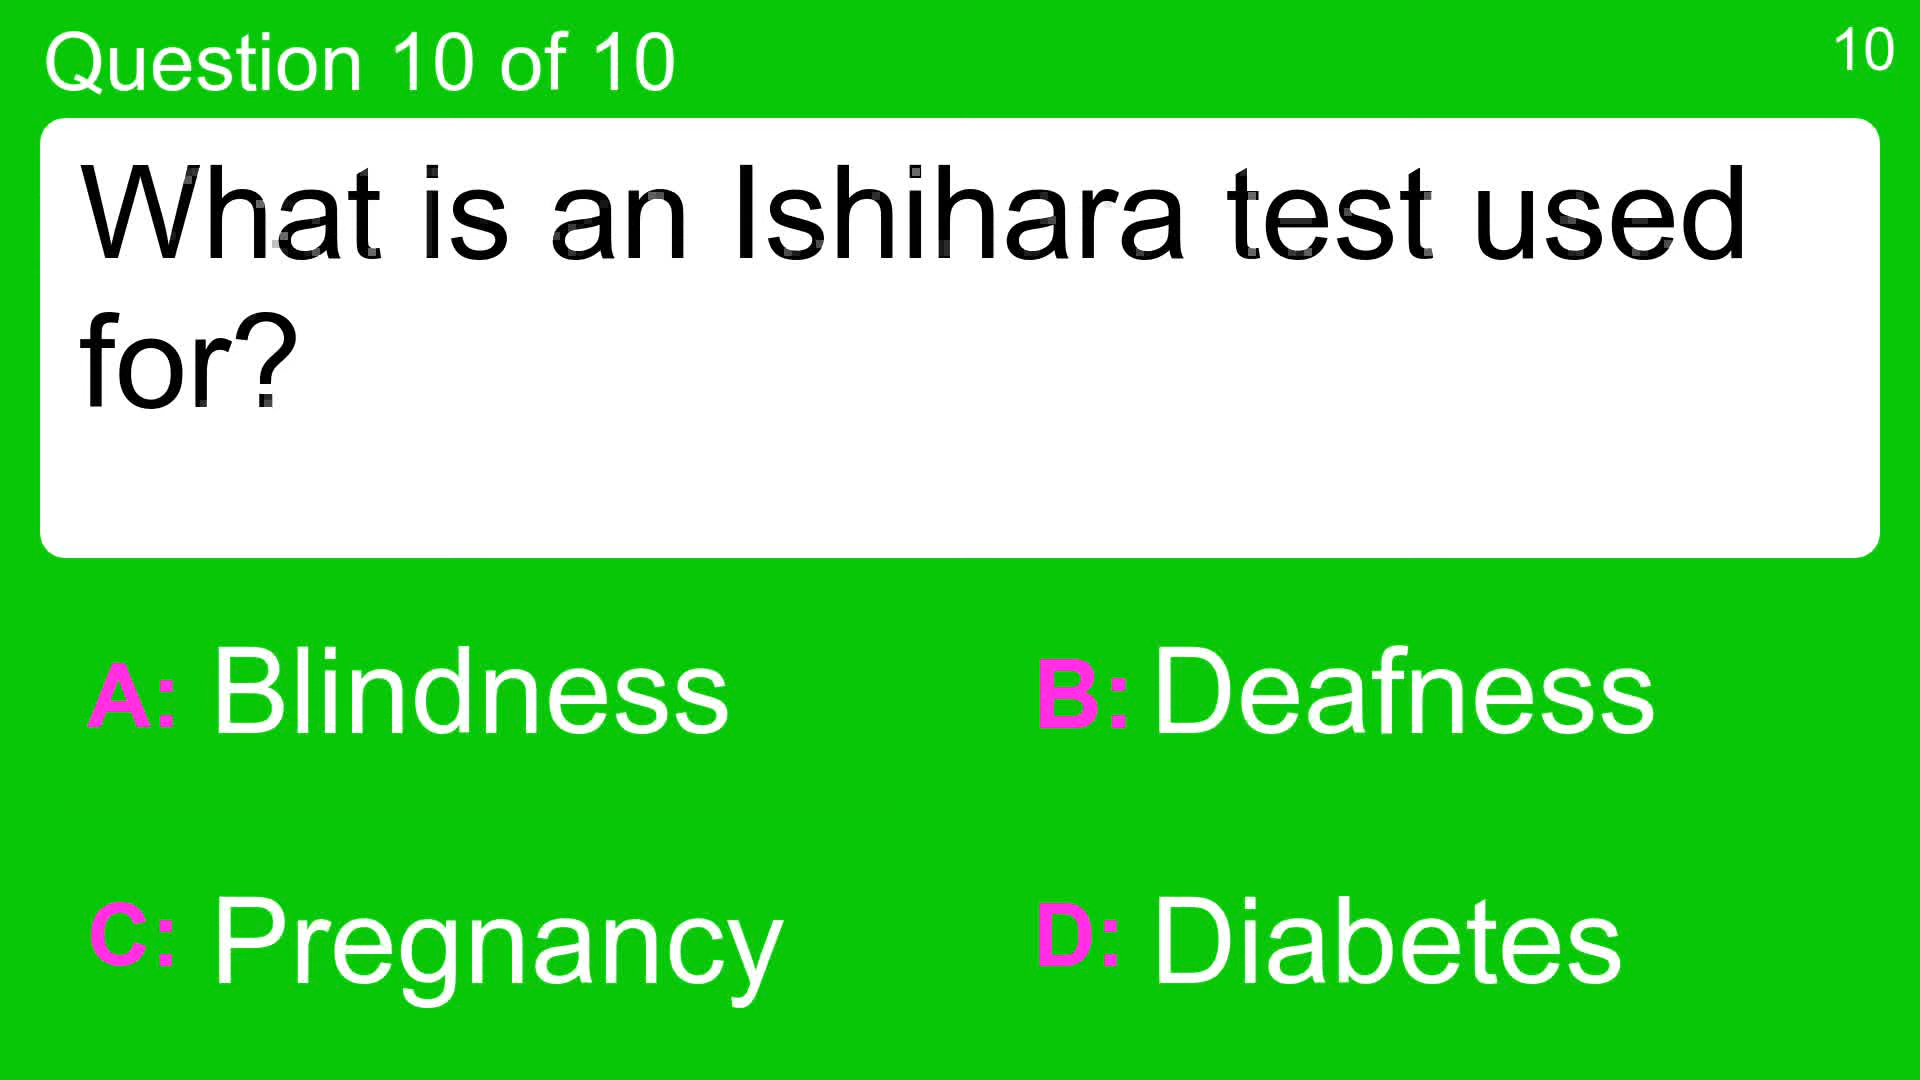 Question 10 of 10
10
What is an Ishihara test used
for?
A: Blindness
B: Deafness
C: Pregnancy
D: Diabetes